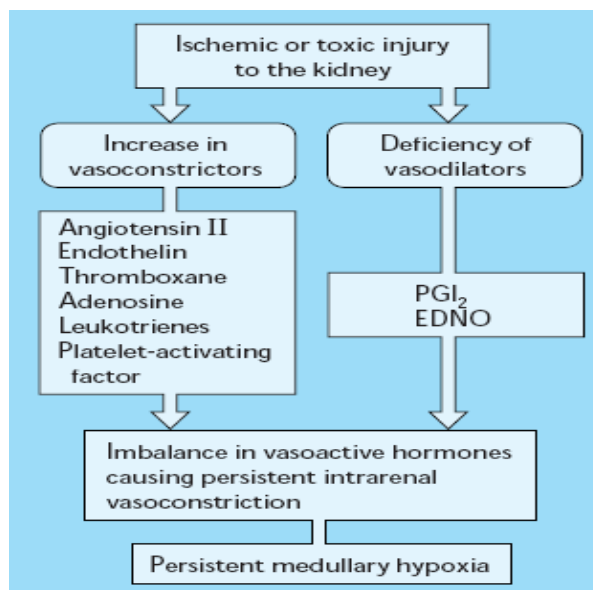 Ischemic or toxic injury
to the kidney
Increase in
vasoconstrictors
Deficiency of
vasodilators
Angiotensin II
Endothelin
Thromboxane
Adenosine
Leukotrienes
Platelet-activating
factor
PGI₂
EDNO
Imbalance in vasoactive hormones
causing persistent intrarenal
vasoconstriction
Persistent medullary hypoxia